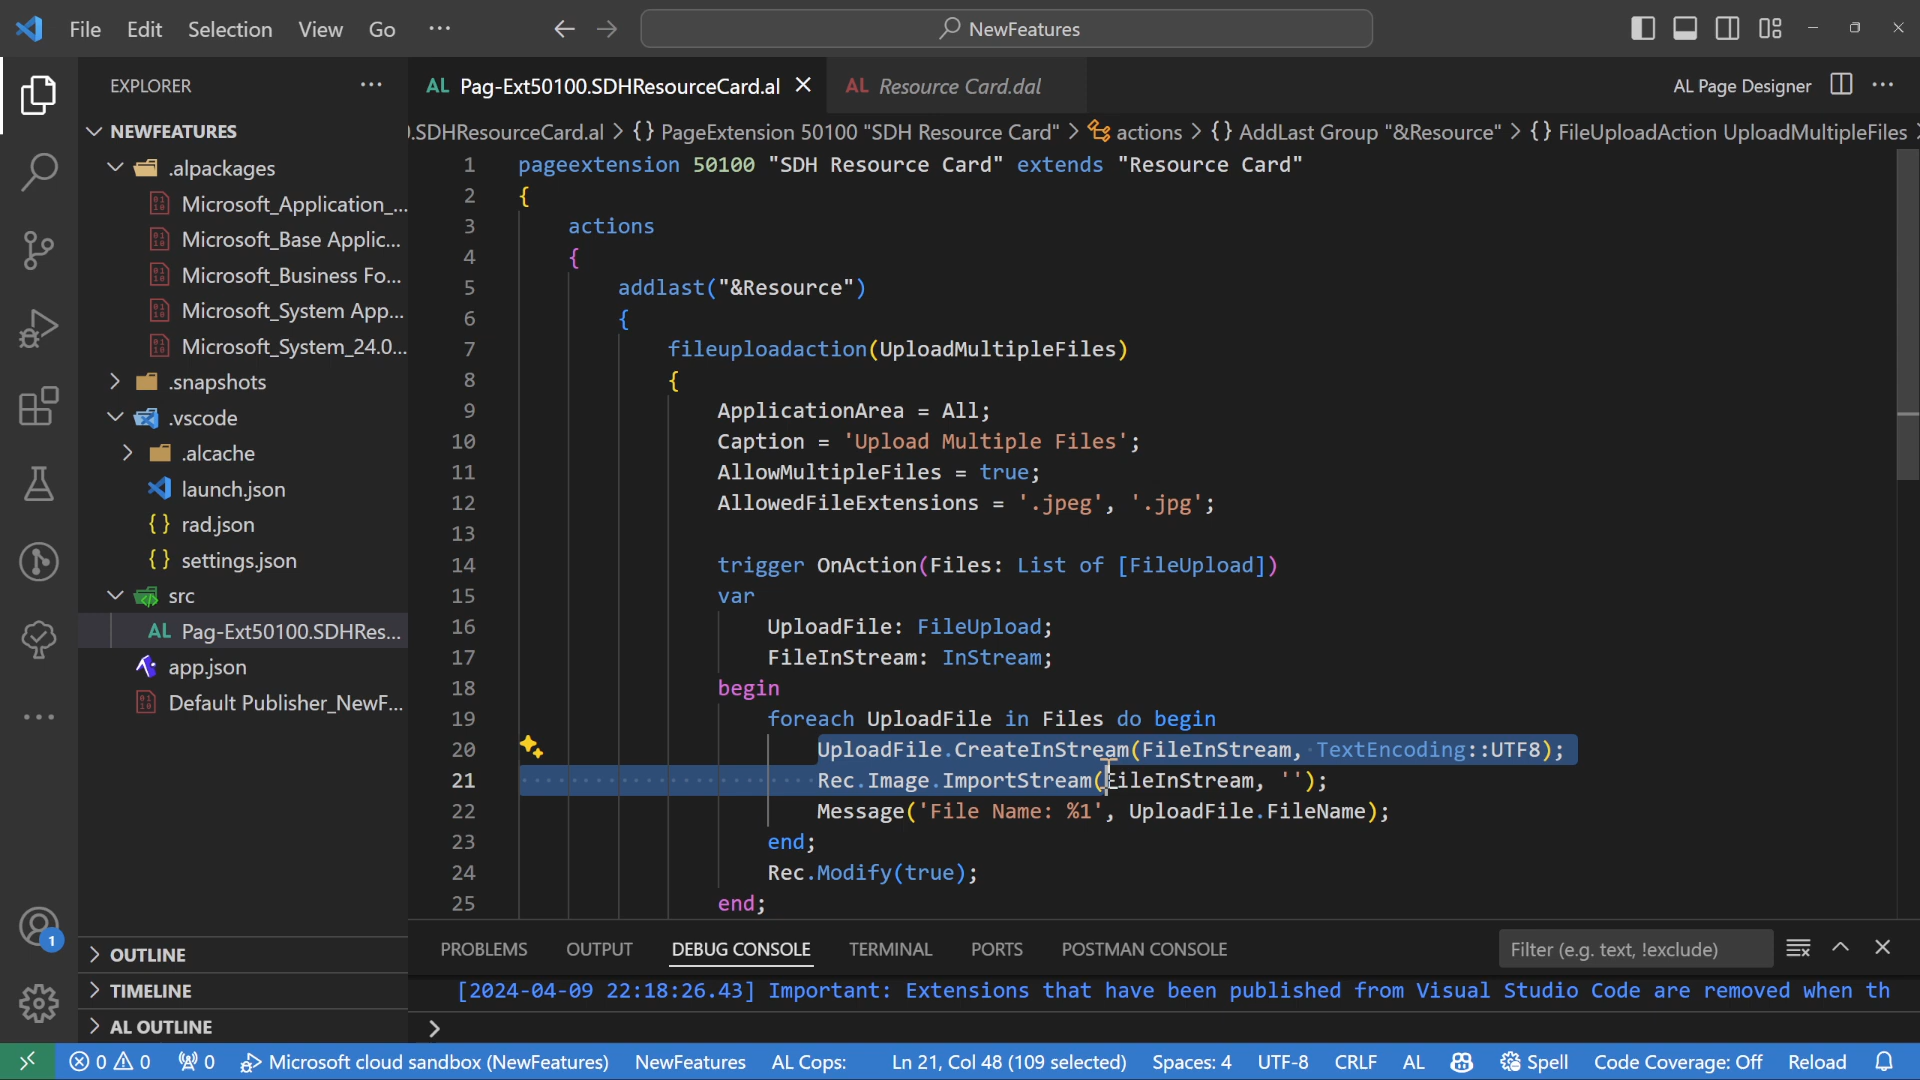 File Edit Selection View Go ··· NewFeatures
EXPLORER ···
AL Pag-Ext50100.SDHResourceCard.al
AL Resource Card.dal
AL Page Designer ···
.SDHResourceCard.al > {} PageExtension 50100 "SDH Resource Card" > actions > {} AddLast Group "&Resource" > {} FileUploadAction UploadMultipleFiles >
NEWFEATURES
.alpackages
Microsoft_Application_...
Microsoft_Base Applic...
Microsoft_Business Fo...
Microsoft_System App...
Microsoft_System_24.0...
.snapshots
.vscode
.alcache
launch.json
{} rad.json
{} settings.json
src
AL Pag-Ext50100.SDHRes...
app.json
Default Publisher_NewF...
OUTLINE
TIMELINE
AL OUTLINE
1
1 pageextension 50100 "SDH Resource Card" extends "Resource Card"
2 {
3 actions
4 {
5 addlast("&Resource")
6 {
7 fileuploadaction(UploadMultipleFiles)
8 {
9 ApplicationArea = All;
10 Caption = 'Upload Multiple Files';
11 AllowMultipleFiles = true;
12 AllowedFileExtensions = '.jpeg', '.jpg';
13
14 trigger OnAction(Files: List of [FileUpload])
15 var
16 UploadFile: FileUpload;
17 FileInStream: InStream;
18 begin
19 foreach UploadFile in Files do begin
20 UploadFile.CreateInStream(FileInStream, TextEncoding::UTF8);
21 Rec.Image.ImportStream(FileInStream, '');
22 Message('File Name: %1', UploadFile.FileName);
23 end;
24 Rec.Modify(true);
25 end;
PROBLEMS OUTPUT DEBUG CONSOLE TERMINAL PORTS POSTMAN CONSOLE Filter (e.g. text, !exclude)
[2024-04-09 22:18:26.43] Important: Extensions that have been published from Visual Studio Code are removed when th
>
0 0 0 Microsoft cloud sandbox (NewFeatures) NewFeatures AL Cops: Ln 21, Col 48 (109 selected) Spaces: 4 UTF-8 CRLF AL Spell Code Coverage: Off Reload